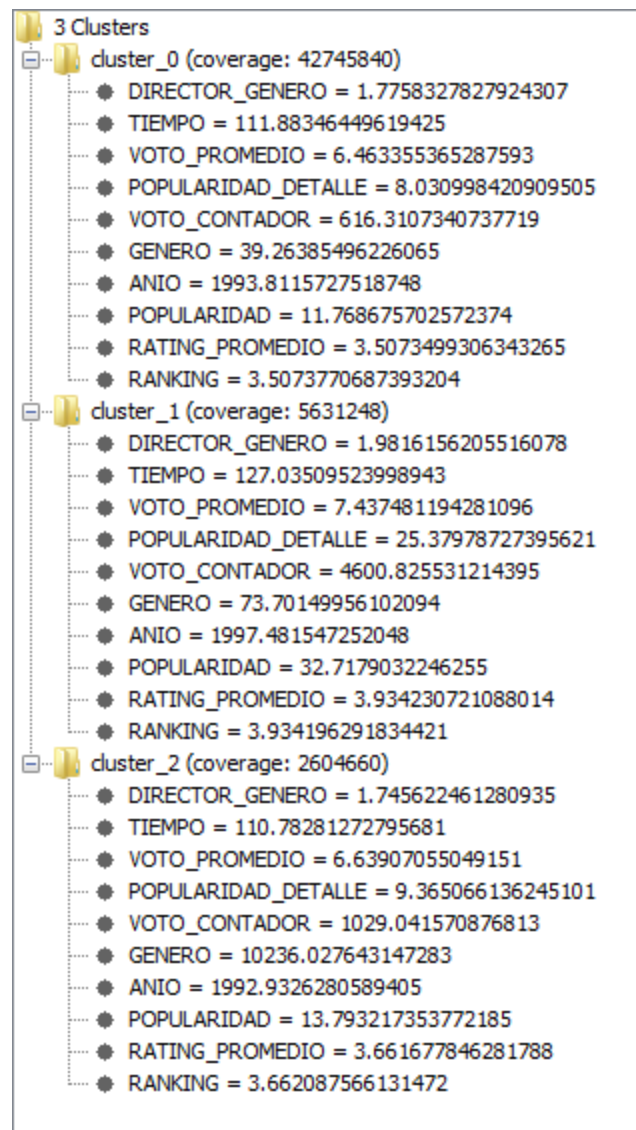 3 Clusters
cluster_0 (coverage: 42745840)
DIRECTOR_GENERO = 1.7758327827924307
TIEMPO = 111.88346449619425
VOTO_PROMEDIO = 6.463355365287593
POPULARIDAD_DETALLE = 8.030998420909505
VOTO_CONTADOR = 616.3107340737719
GENERO = 39.26385496226065
ANIO = 1993.8115727518748
POPULARIDAD = 11.768675702572374
RATING_PROMEDIO = 3.5073499306343265
RANKING = 3.5073770687393204
cluster_1 (coverage: 5631248)
DIRECTOR_GENERO = 1.9816156205516078
TIEMPO = 127.03509523998943
VOTO_PROMEDIO = 7.437481194281096
POPULARIDAD_DETALLE = 25.37978727395621
VOTO_CONTADOR = 4600.825531214395
GENERO = 73.70149956102094
ANIO = 1997.481547252048
POPULARIDAD = 32.7179032246255
RATING_PROMEDIO = 3.934230721088014
RANKING = 3.934196291834421
cluster_2 (coverage: 2604660)
DIRECTOR_GENERO = 1.745622461280935
TIEMPO = 110.78281272795681
VOTO_PROMEDIO = 6.63907055049151
POPULARIDAD_DETALLE = 9.365066136245101
VOTO_CONTADOR = 1029.041570876813
GENERO = 10236.027643147283
ANIO = 1992.9326280589405
POPULARIDAD = 13.793217353772185
RATING_PROMEDIO = 3.661677846281788
RANKING = 3.662087566131472